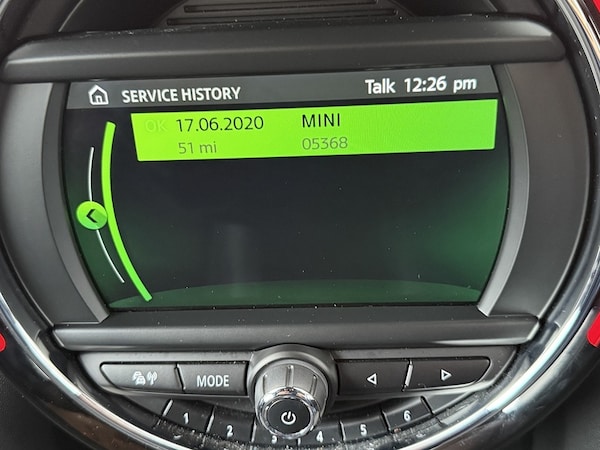 SERVICE HISTORY Talk 12:26 pm
OK 17.06.2020 MINI
51 mi 05368
MODE
1 2 3 4 5 6